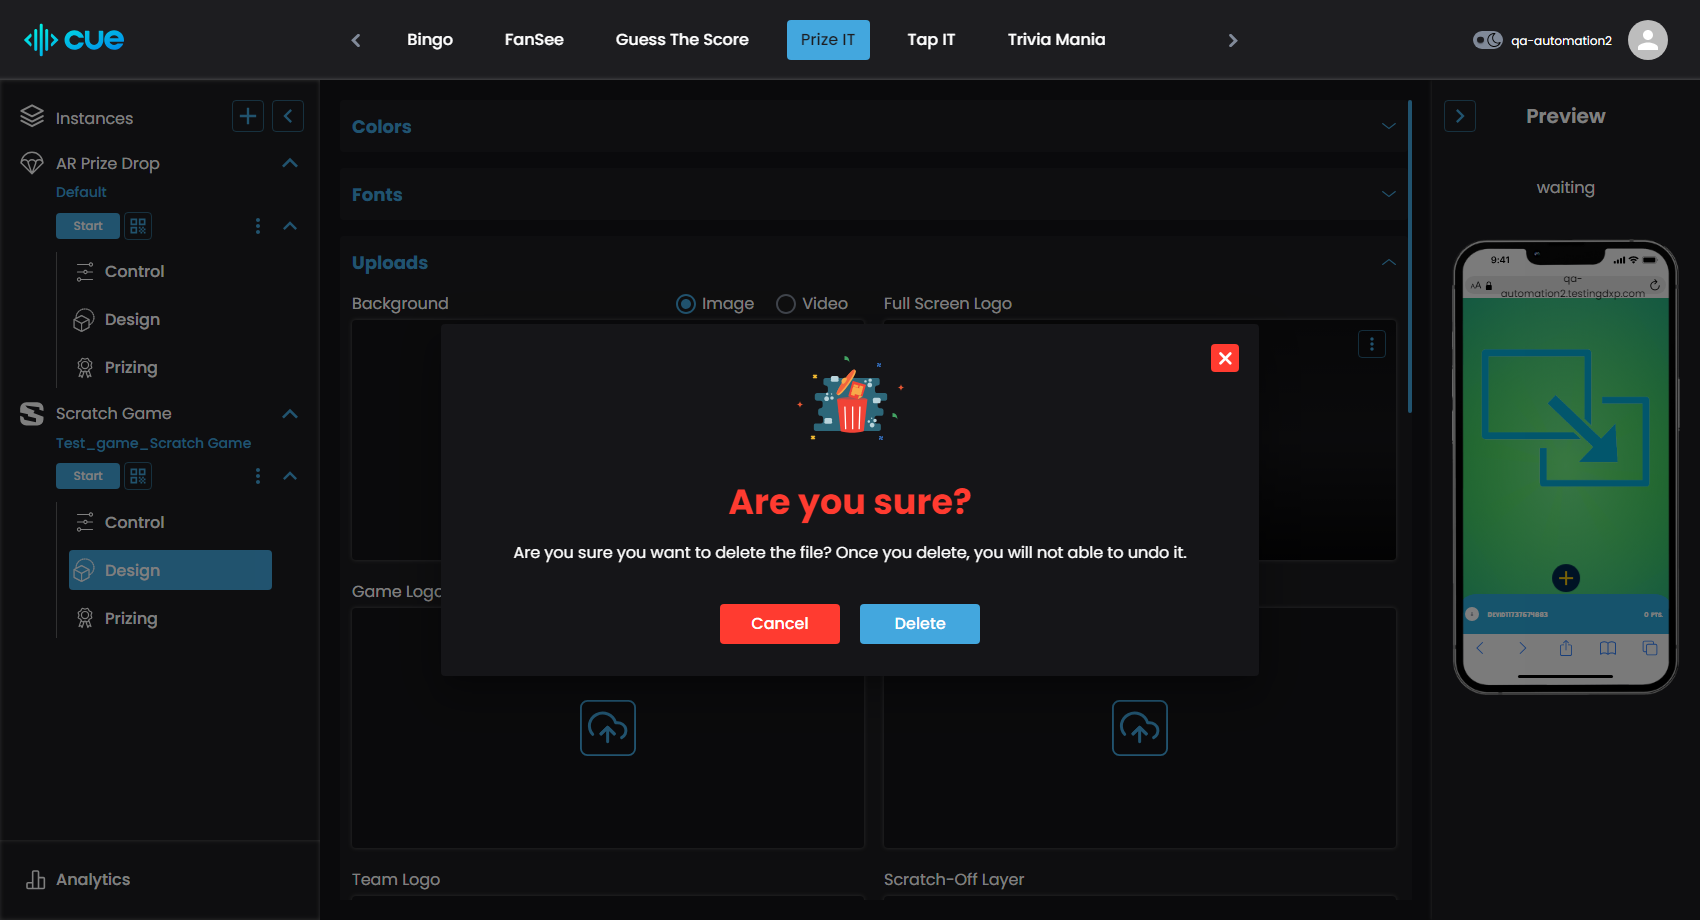 cue
Bingo
FanSee
Guess The Score
Prize IT
Tap IT
Trivia Mania
qa-automation2
Instances
AR Prize Drop
Default
Start
Control
Design
Prizing
Scratch Game
Test_game_Scratch Game
Start
Control
Design
Prizing
Analytics
Colors
Fonts
Uploads
Background
Image
Video
Full Screen Logo
Are you sure?
Are you sure you want to delete the file? Once you delete, you will not able to undo it.
Cancel
Delete
Game Logo
Team Logo
Scratch-Off Layer
Preview
waiting
9:41
AA
qa-
automation2.testingdxp.com
0 PTS.